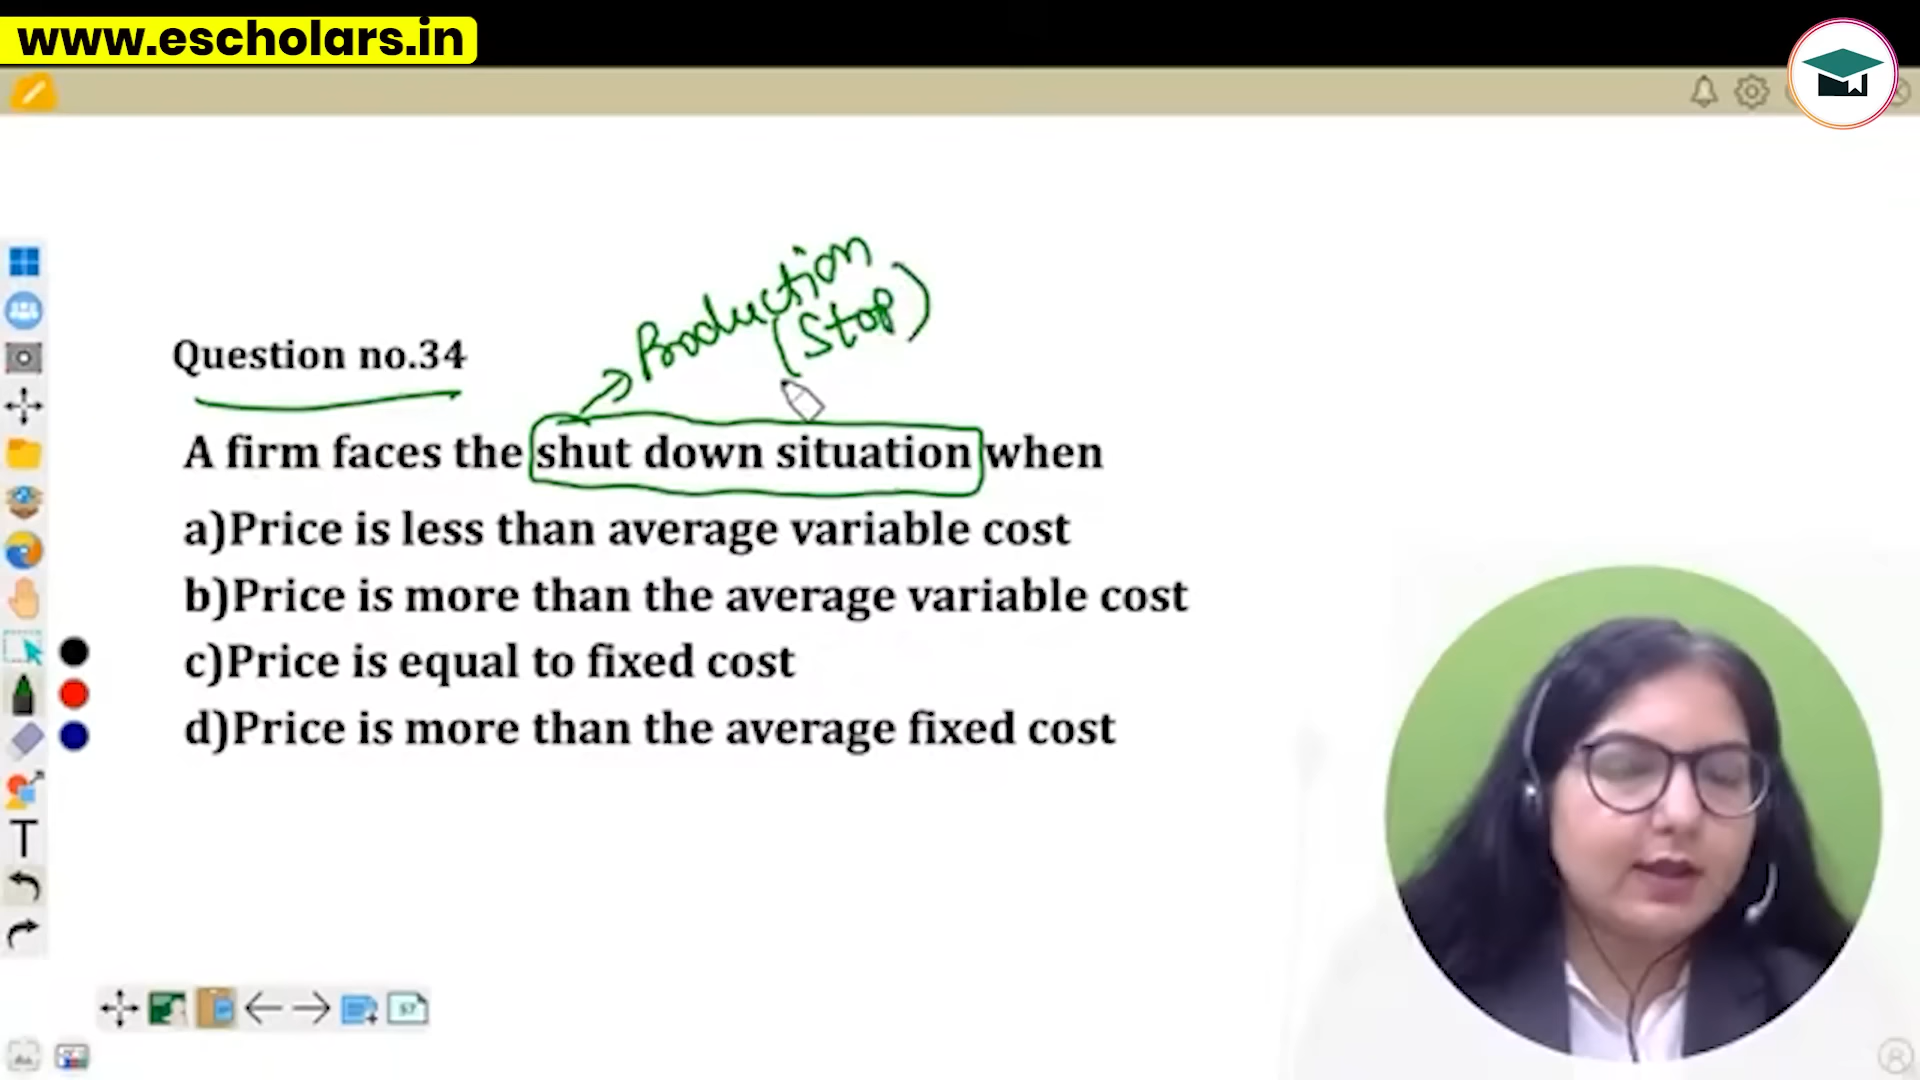 www.escholars.in
Production
(Stop)
Question no.34
A firm faces the shut down situation when
a)Price is less than average variable cost
b)Price is more than the average variable cost
c)Price is equal to fixed cost
d)Price is more than the average fixed cost
T
57